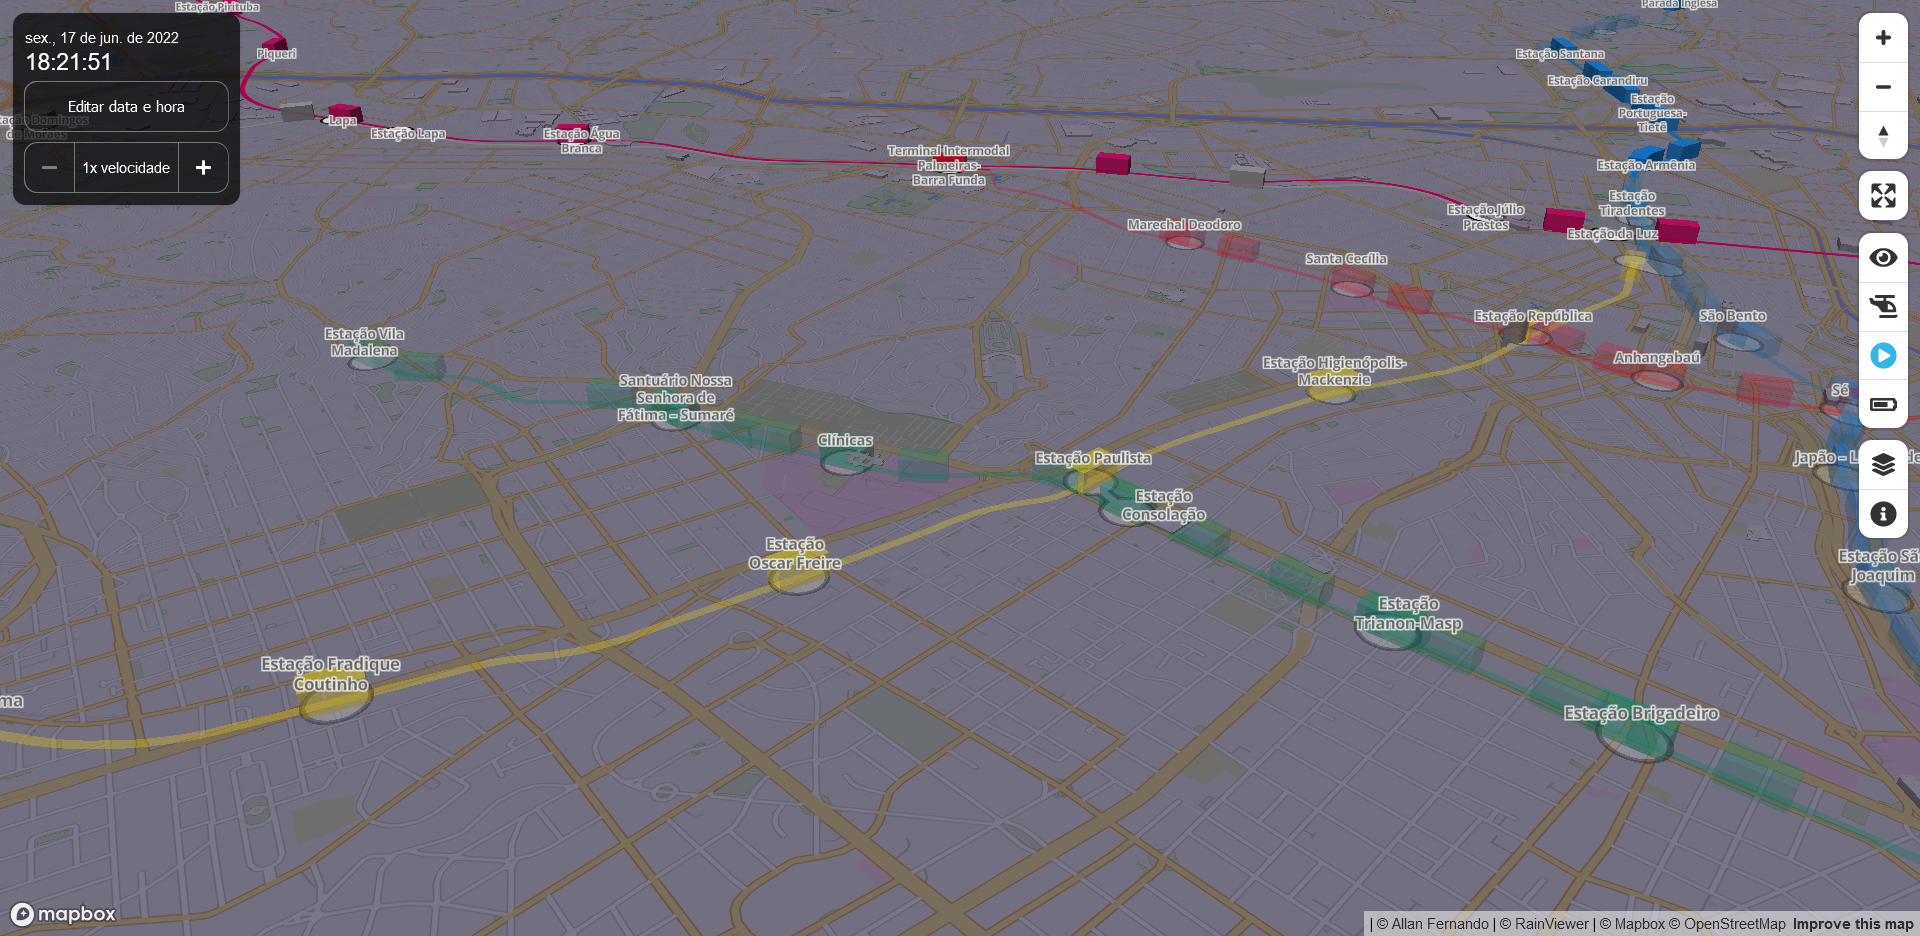 sex., 17 de jun. de 2022
18:21:51
Editar data e hora
1x velocidade
Estação Pirituba
Piqueri
Lapa
Estação Lapa
Estação Água
Branca
Terminal Intermodal
Palmeiras-
Barra Funda
Parada Inglesa
Estação Santana
Estação Carandiru
Estação
Portuguesa-
Tietê
Estação Armênia
Estação
Tiradentes
Estação da Luz
Estação Júlio
Prestes
Marechal Deodoro
Santa Cecília
Estação República
São Bento
Anhangabaú
Sé
Japão - L
de
Estação Vila
Madalena
Santuário Nossa
Senhora de
Fátima - Sumaré
Clínicas
Estação Higienópolis-
Mackenzie
Estação Paulista
Estação
Consolação
Estação
Oscar Freire
Estação
Trianon-Masp
Estação Sã
Joaquim
Estação Fradique
Coutinho
ma
Estação Brigadeiro
mapbox
| © Allan Fernando | © RainViewer | © Mapbox © OpenStreetMap Improve this map